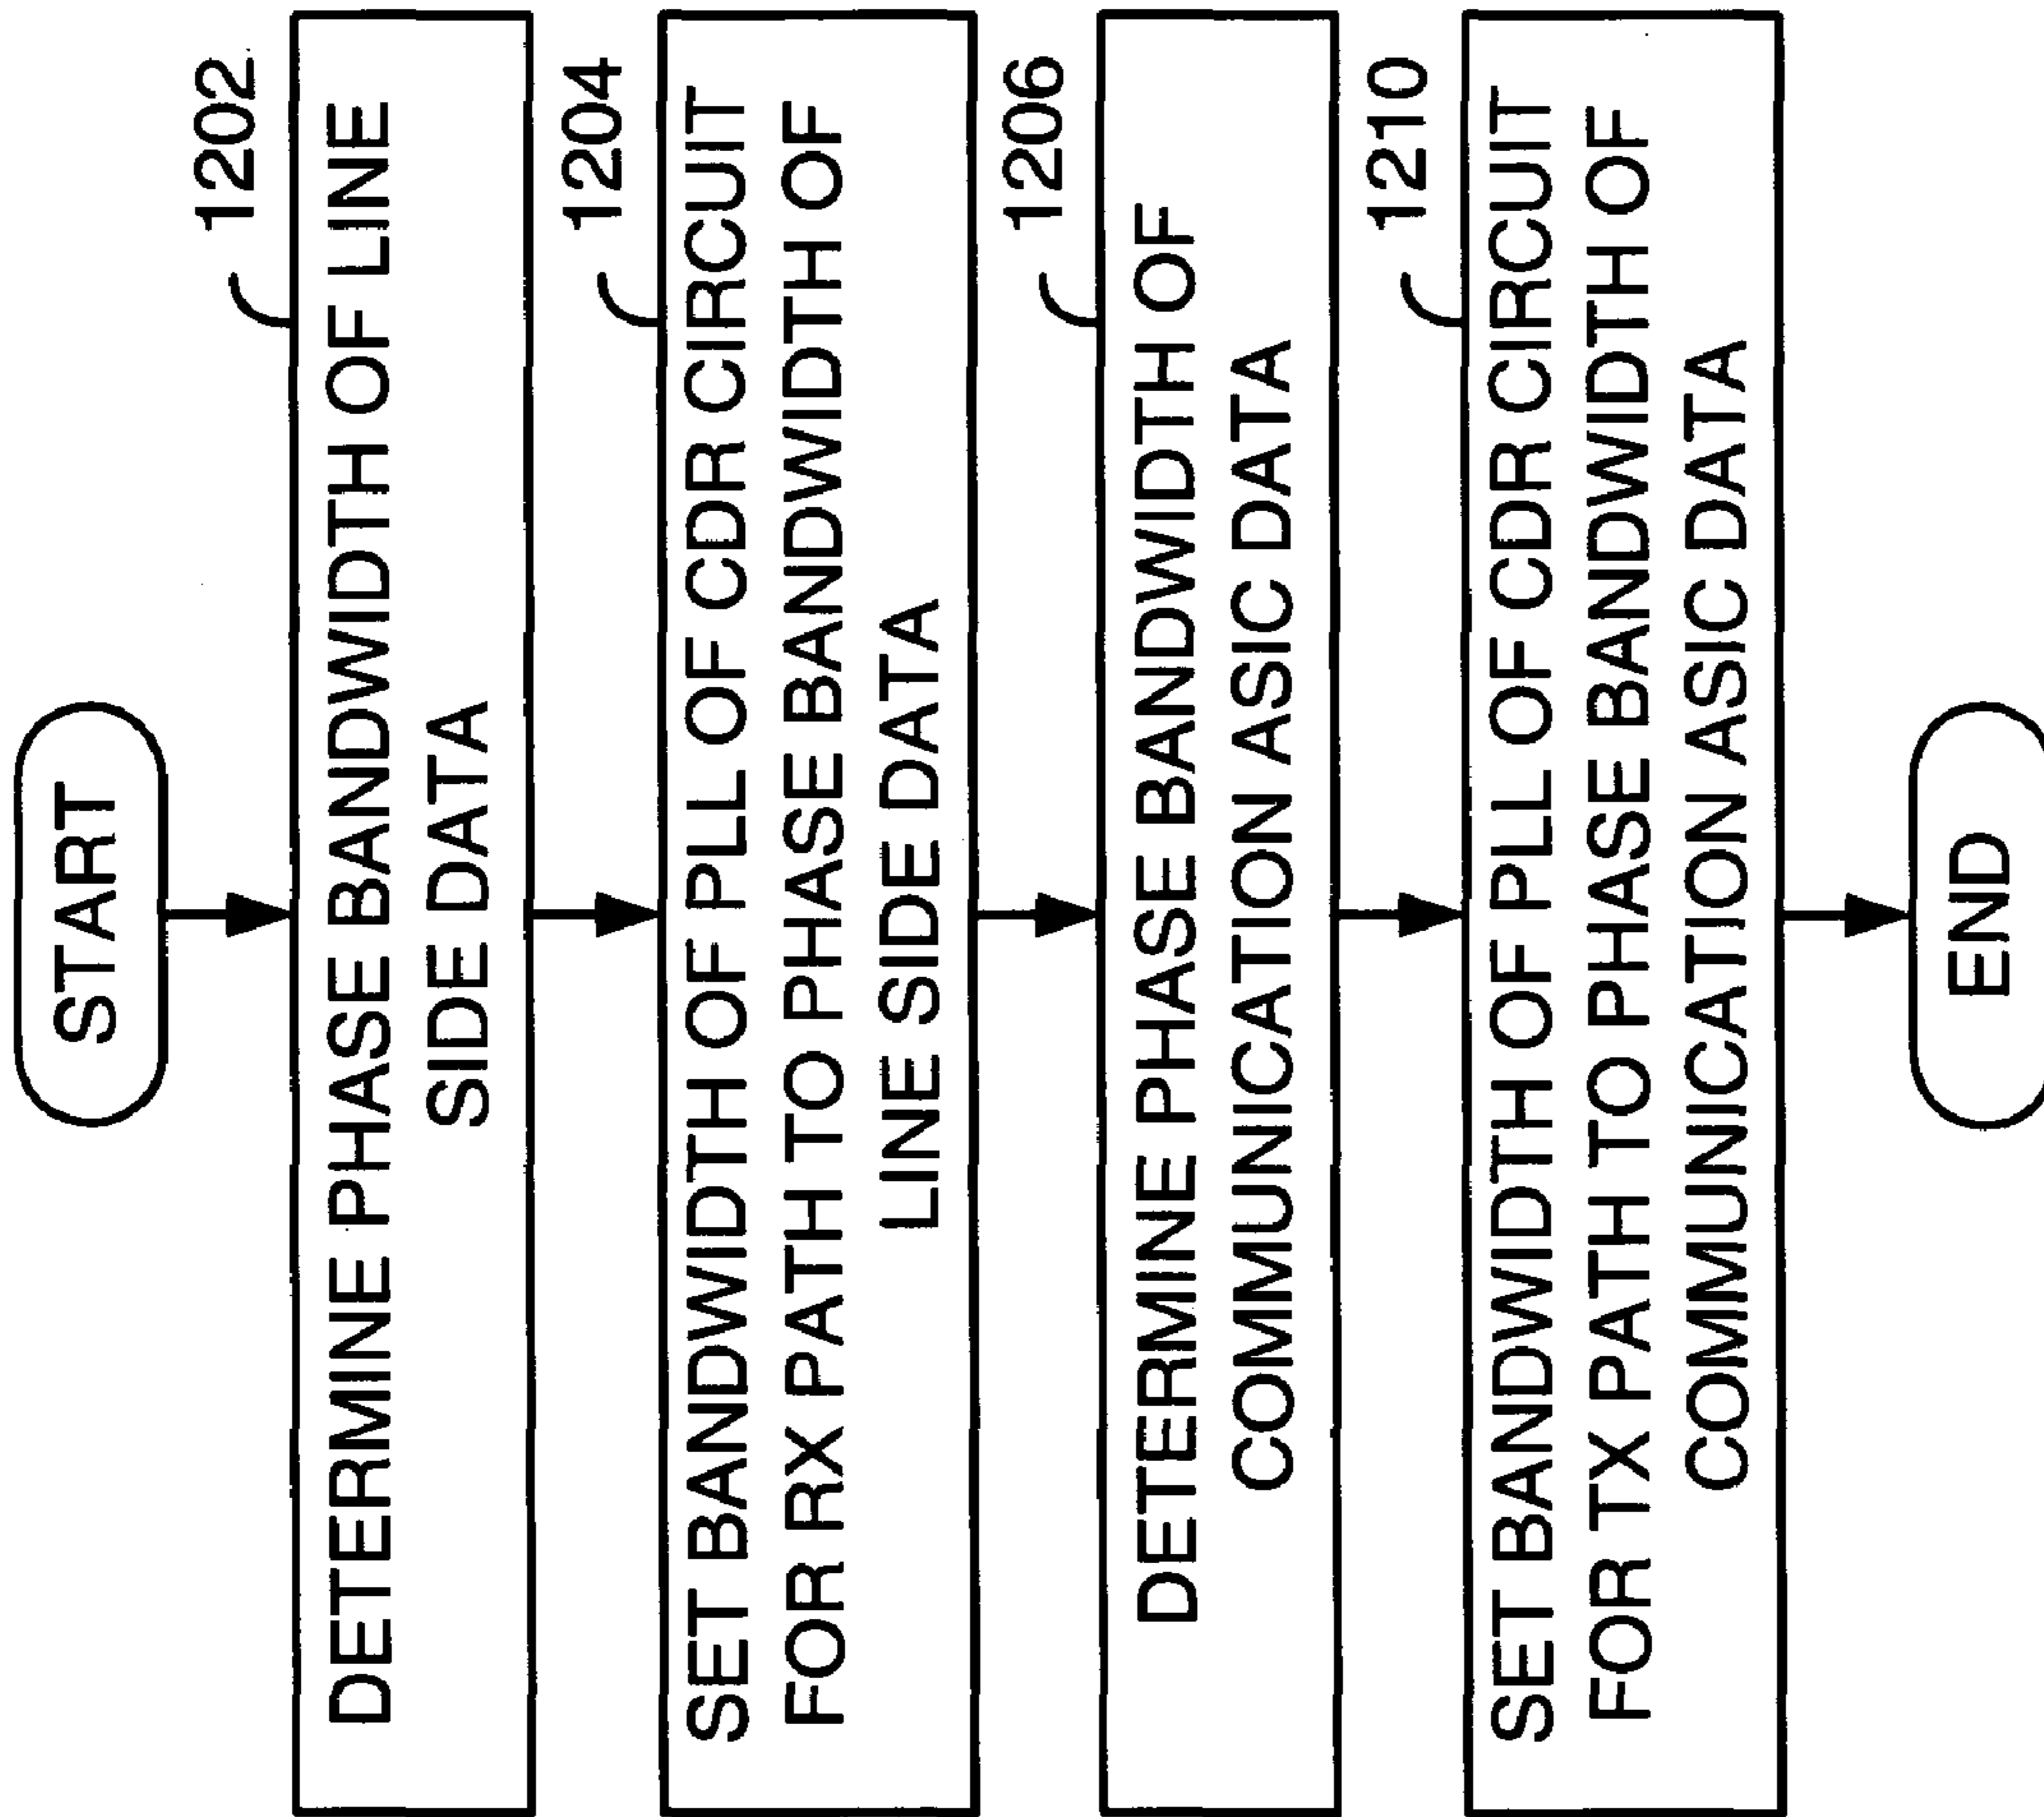 START
1202
DETERMINE PHASE BANDWIDTH OF LINE
SIDE DATA
1204
SET BANDWIDTH OF PLL OF CDR CIRCUIT
FOR RX PATH TO PHASE BANDWIDTH OF
LINE SIDE DATA
1206
DETERMINE PHASE BANDWIDTH OF
COMMUNICATION ASIC DATA
1210
SET BANDWIDTH OF PLL OF CDR CIRCUIT
FOR TX PATH TO PHASE BANDWIDTH OF
COMMUNICATION ASIC DATA
END